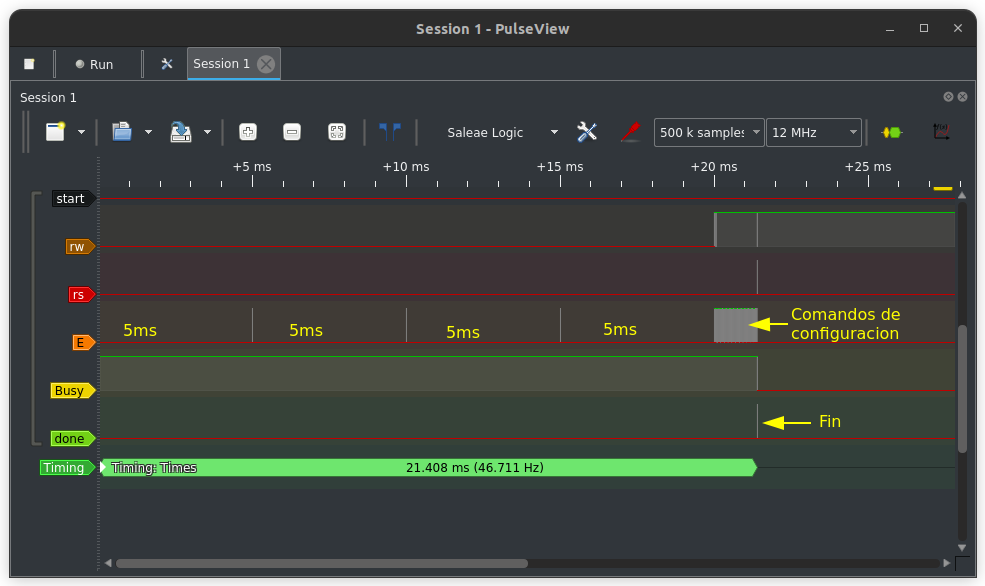 Session 1 - PulseView
Run
Session 1
Session 1
Saleae Logic
500 k samples
12 MHz
+5 ms +10 ms +15 ms +20 ms +25 ms
start
rw
rs
5ms 5ms 5ms 5ms
Comandos de
configuracion
E
Busy
done
Fin
Timing
Timing: Times
21.408 ms (46.711 Hz)